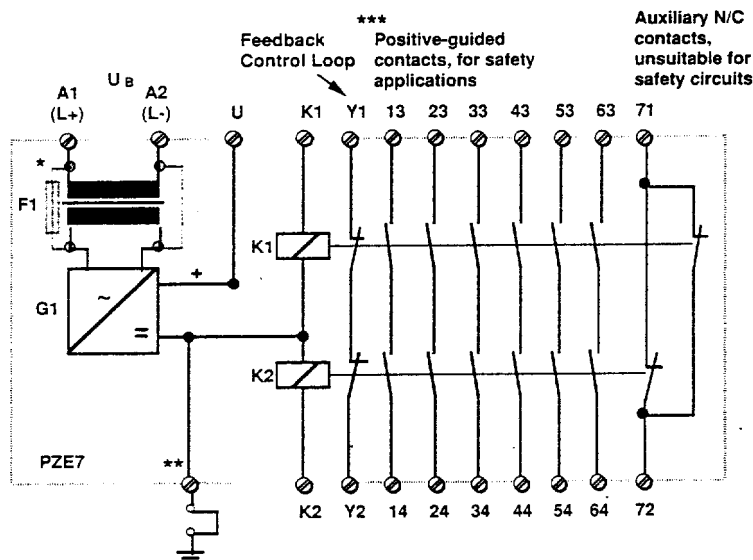 ***
Feedback
Control Loop
Positive-guided
contacts, for safety
applications
Auxiliary N/C
contacts,
unsuitable for
safety circuits
UB
A1
(L+)
A2
(L-)
U
K1
Y1
13
23
33
43
53
63
71
*
F1
G1
~
=
+
K1
K2
PZE7
**
K2
Y2
14
24
34
44
54
64
72